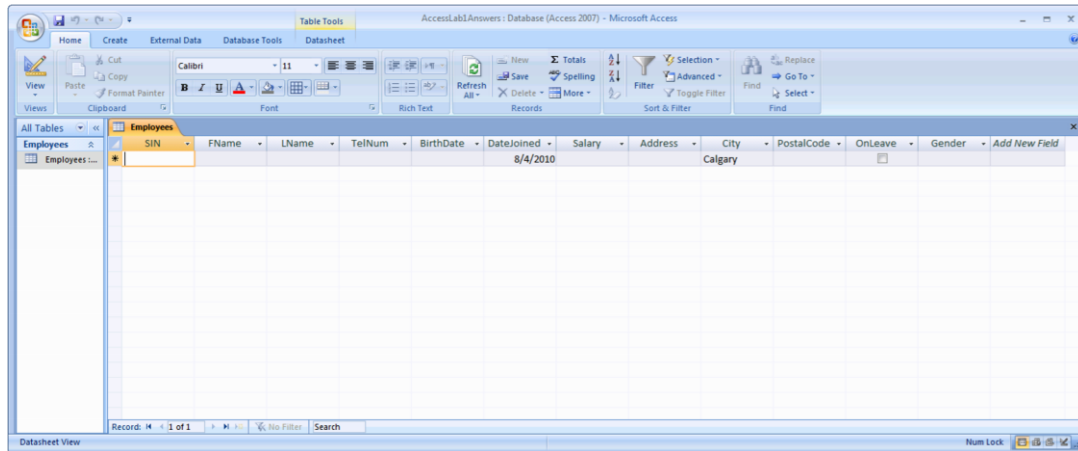 Table Tools AccessLab1Answers : Database (Access 2007) - Microsoft Access
Home Create External Data Database Tools Datasheet
View
Views
Paste
Cut
Copy
Format Painter
Clipboard
Calibri 11
B I U A
Font
Rich Text
Refresh All
New Σ Totals
Save Spelling
Delete More
Records
Filter
Selection
Advanced
Toggle Filter
Sort & Filter
Find
Replace
Go To
Select
Find
All Tables
Employees
Employees :...
Employees
SIN FName LName TelNum BirthDate DateJoined Salary Address City PostalCode OnLeave Gender Add New Field
8/4/2010 Calgary
Record: 1 of 1 No Filter Search
Datasheet View Num Lock